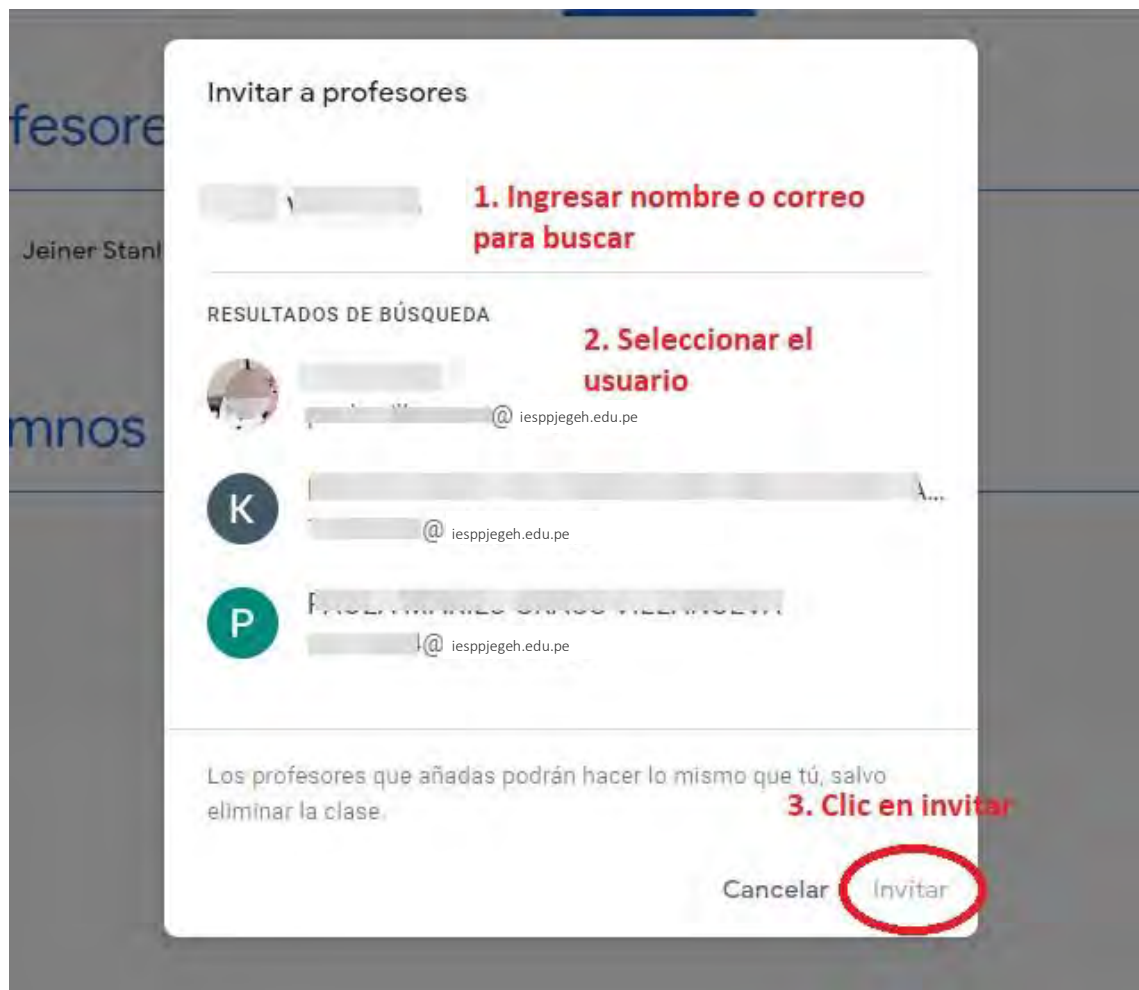 Invitar a profesores
fesore
1. Ingresar nombre o correo
para buscar
Jeiner Stanl
RESULTADOS DE BÚSQUEDA
2. Seleccionar el
usuario
@ iesppjegeh.edu.pe
mnos
K
A...
@ iesppjegeh.edu.pe
P
4@ iesppjegeh.edu.pe
Los profesores que añadas podrán hacer lo mismo que tú, salvo
eliminar la clase.
3. Clic en invitar
Cancelar Invitar